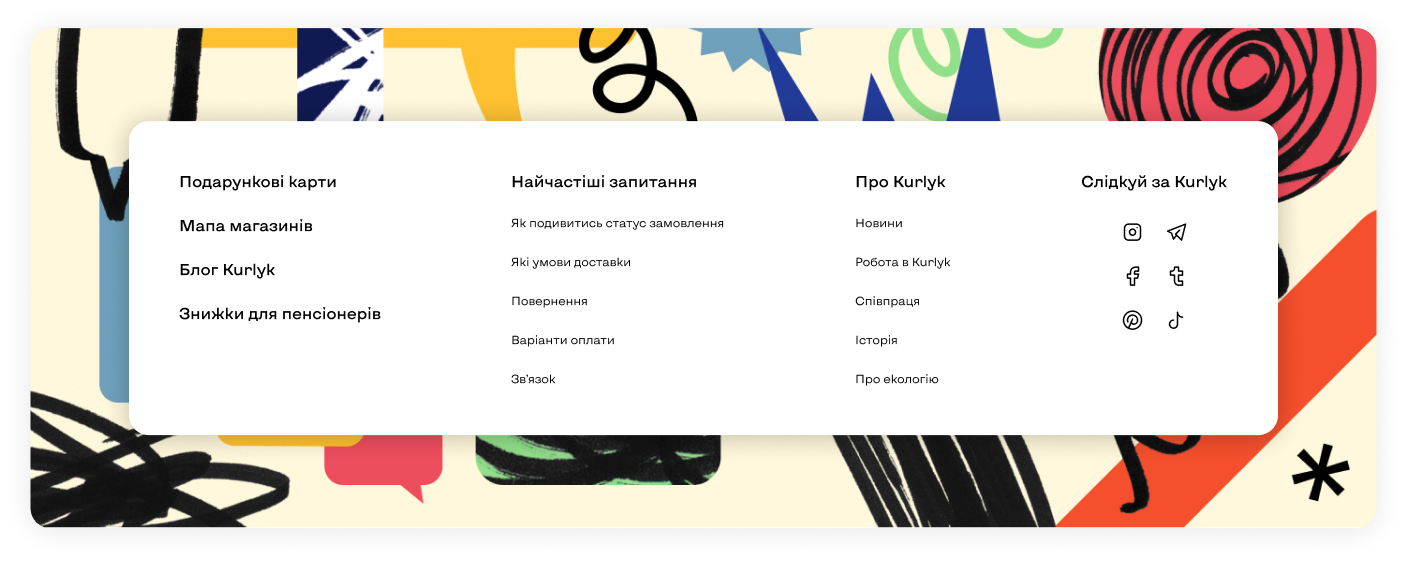 Подарункові карти
Мапа магазинів
Блог Kurlyk
Знижки для пенсіонерів
Найчастіші запитання
Як подивитись статус замовлення
Які умови доставки
Повернення
Варіанти оплати
Зв'язок
Про Kurlyk
Новини
Робота в Kurlyk
Співпраця
Історія
Про екологію
Слідкуй за Kurlyk